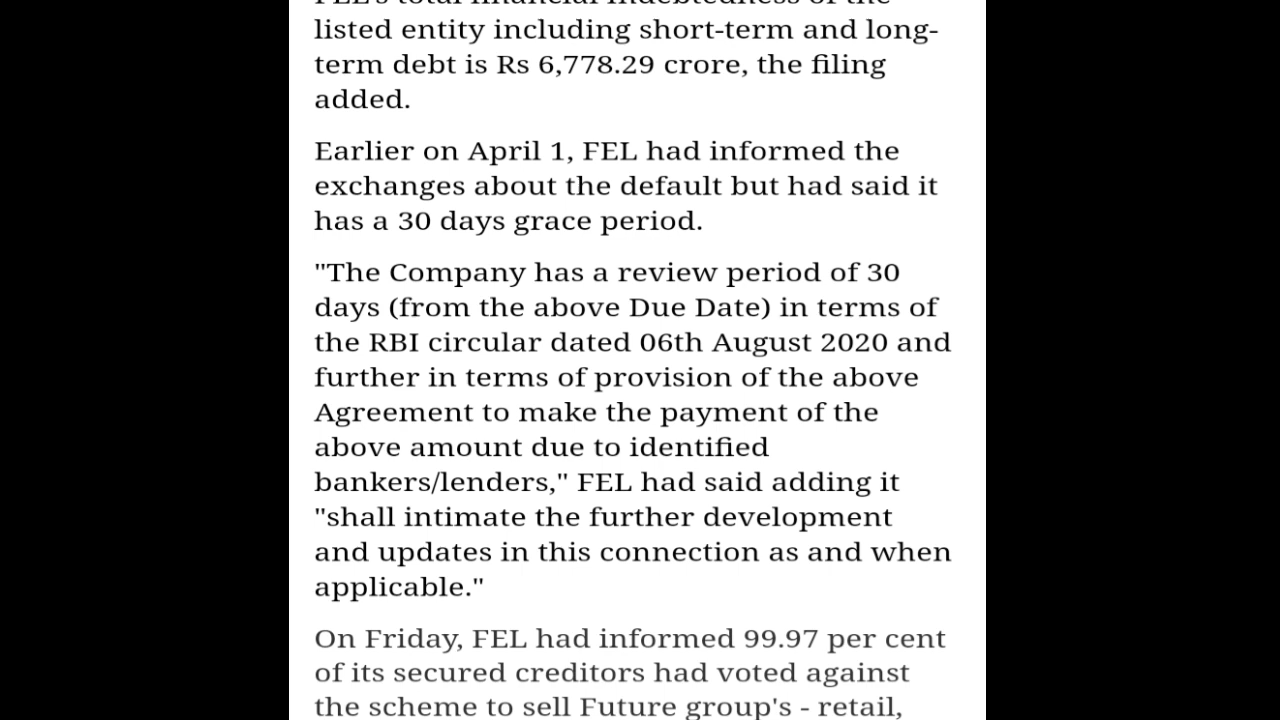 FEL's total financial indebtedness of the
listed entity including short-term and long-
term debt is Rs 6,778.29 crore, the filing
added.
Earlier on April 1, FEL had informed the
exchanges about the default but had said it
has a 30 days grace period.
"The Company has a review period of 30
days (from the above Due Date) in terms of
the RBI circular dated 06th August 2020 and
further in terms of provision of the above
Agreement to make the payment of the
above amount due to identified
bankers/lenders," FEL had said adding it
"shall intimate the further development
and updates in this connection as and when
applicable."
On Friday, FEL had informed 99.97 per cent
of its secured creditors had voted against
the scheme to sell Future group's - retail,